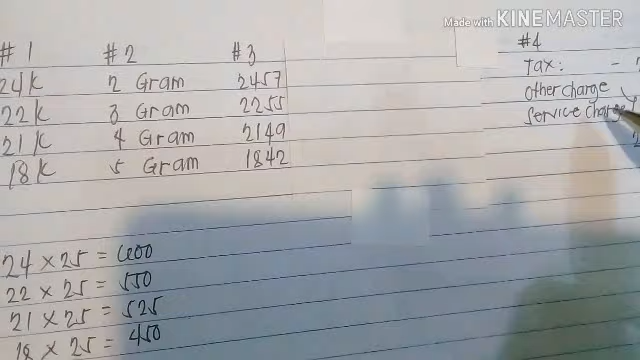 Made with KINEMASTER
#1 #2 #3 #4
24K 2 Gram 2457 Tax: -
22K 3 Gram 2255 Other charge
21K 4 Gram 2149 Service charge
18K 5 Gram 1842
24 × 25 = 600
22 × 25 = 550
21 × 25 = 525
18 × 25 = 450